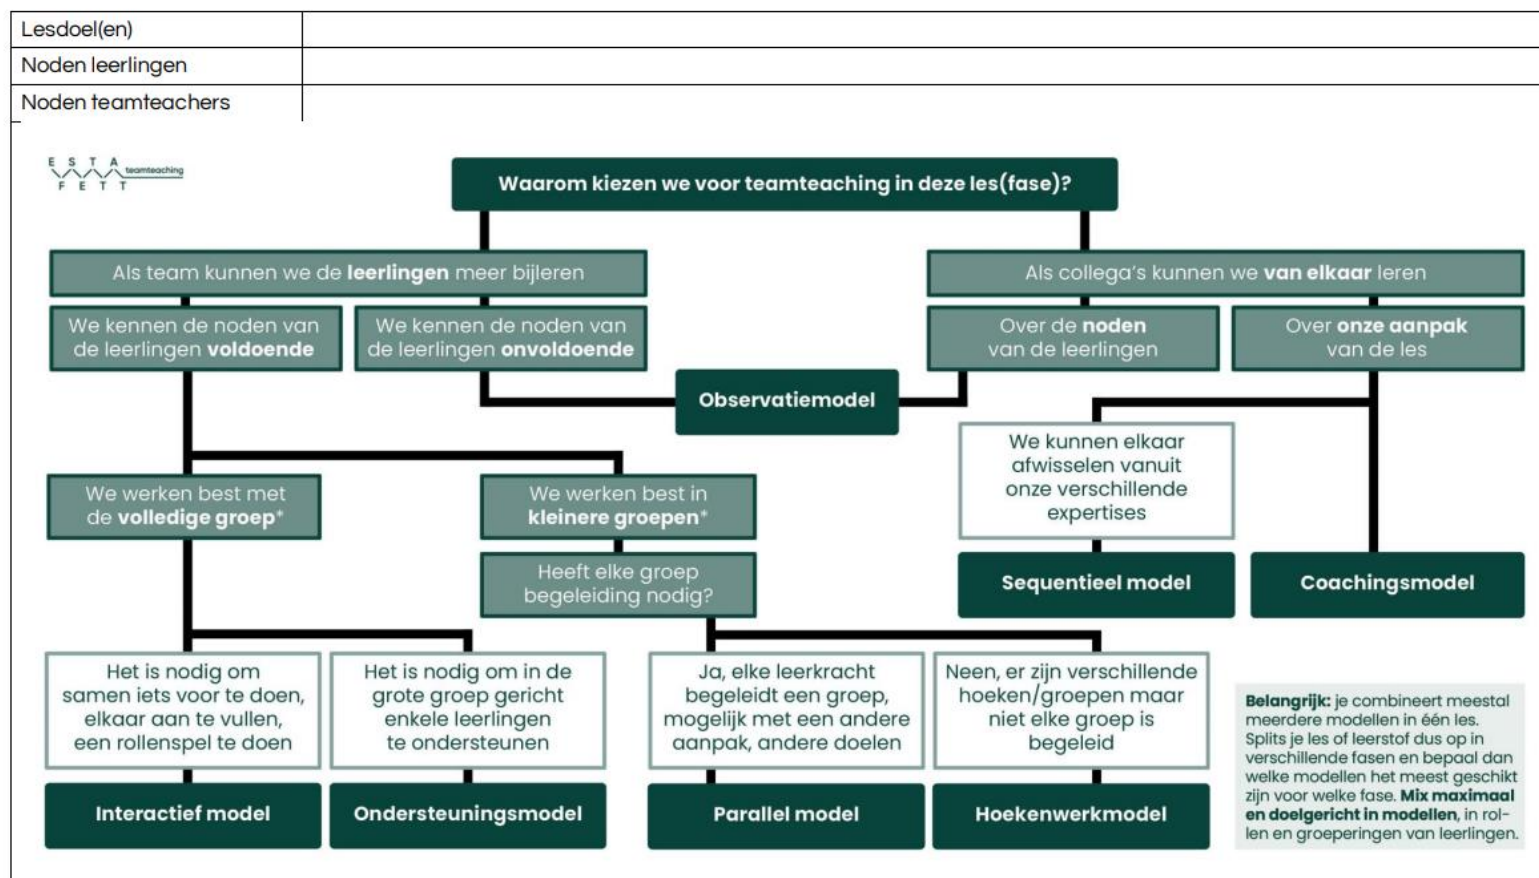 Lesdoel(en)
Noden leerlingen
Noden teamteachers
E S T A
teamteaching
F E T T
Waarom kiezen we voor teamteaching in deze les(fase)?
Als team kunnen we de leerlingen meer bijleren
Als collega's kunnen we van elkaar leren
We kennen de noden van
de leerlingen voldoende
We kennen de noden van
de leerlingen onvoldoende
Over de noden
van de leerlingen
Over onze aanpak
van de les
Observatiemodel
We kunnen elkaar
afwisselen vanuit
onze verschillende
expertises
We werken best met
de volledige groep*
We werken best in
kleinere groepen*
Heeft elke groep
begeleiding nodig?
Sequentieel model
Coachingsmodel
Het is nodig om
samen iets voor te doen,
elkaar aan te vullen,
een rollenspel te doen
Het is nodig om in de
grote groep gericht
enkele leerlingen
te ondersteunen
Ja, elke leerkracht
begeleidt een groep,
mogelijk met een andere
aanpak, andere doelen
Neen, er zijn verschillende
hoeken/groepen maar
niet elke groep is
begeleid
Belangrijk: je combineert meestal
meerdere modellen in één les.
Splits je les of leerstof dus op in
verschillende fasen en bepaal dan
welke modellen het meest geschikt
zijn voor welke fase. Mix maximaal
en doelgericht in modellen, in rol-
len en groeperingen van leerlingen.
Interactief model
Ondersteuningsmodel
Parallel model
Hoekenwerkmodel